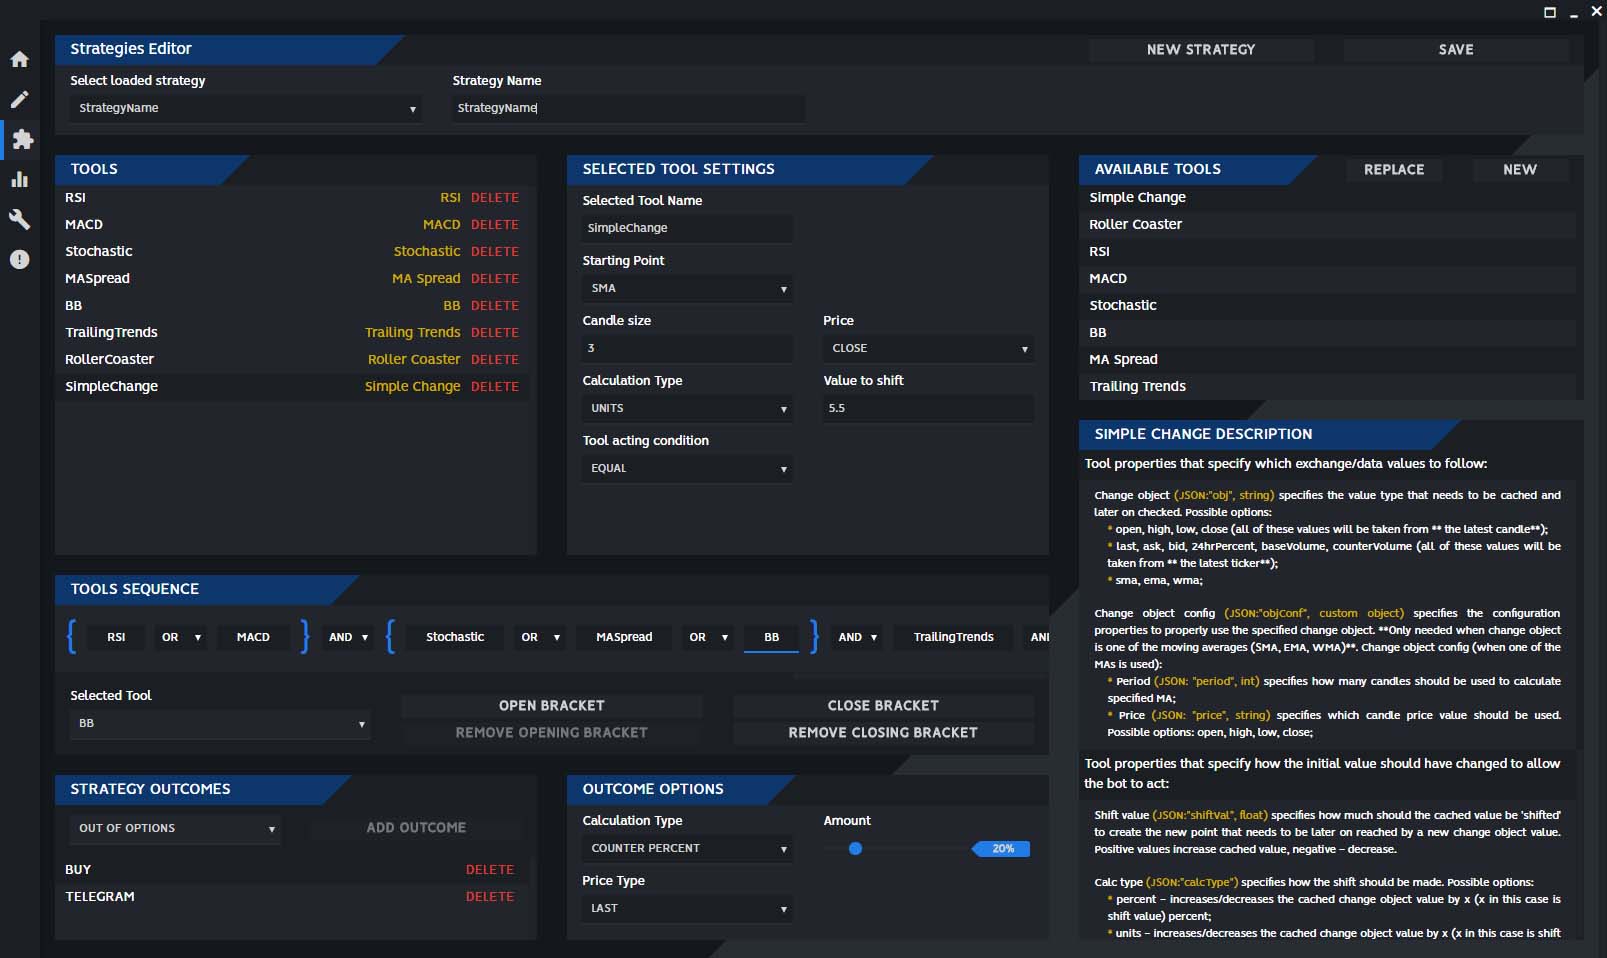 Strategies Editor
NEW STRATEGY
SAVE
Select loaded strategy
Strategy Name
StrategyName
StrategyName
TOOLS
RSI RSI DELETE
MACD MACD DELETE
Stochastic Stochastic DELETE
MASpread MA Spread DELETE
BB BB DELETE
TrailingTrends Trailing Trends DELETE
RollerCoaster Roller Coaster DELETE
SimpleChange Simple Change DELETE
SELECTED TOOL SETTINGS
Selected Tool Name
SimpleChange
Starting Point
SMA
Candle size
Price
3
CLOSE
Calculation Type
Value to shift
UNITS
5.5
Tool acting condition
EQUAL
AVAILABLE TOOLS
REPLACE
NEW
Simple Change
Roller Coaster
RSI
MACD
Stochastic
BB
MA Spread
Trailing Trends
SIMPLE CHANGE DESCRIPTION
Tool properties that specify which exchange/data values to follow:
Change object (JSON:"obj", string) specifies the value type that needs to be cached and
later on checked. Possible options:
* open, high, low, close (all of these values will be taken from ** the latest candle**);
* last, ask, bid, 24hrPercent, baseVolume, counterVolume (all of these values will be
taken from ** the latest ticker**);
* sma, ema, wma;
Change object config (JSON:"objConf", custom object) specifies the configuration
properties to properly use the specified change object. **Only needed when change object
is one of the moving averages (SMA, EMA, WMA)**. Change object config (when one of the
MAs is used):
* Period (JSON: "period", int) specifies how many candles should be used to calculate
specified MA;
* Price (JSON: "price", string) specifies which candle price value should be used.
Possible options: open, high, low, close;
Tool properties that specify how the initial value should have changed to allow
the bot to act:
Shift value (JSON:"shiftVal", float) specifies how much should the cached value be 'shifted'
to create the new point that needs to be later on reached by a new change object value.
Positive values increase cached value, negative – decrease.
Calc type (JSON:"calcType") specifies how the shift should be made. Possible options:
* percent – increases/decreases the cached change object value by x (x in this case is
shift value) percent;
* units – increases/decreases the cached change object value by x (x in this case is shift
TOOLS SEQUENCE
{ RSI OR MACD } AND { Stochastic OR MASpread OR BB } AND TrailingTrends AND
Selected Tool
BB
OPEN BRACKET
CLOSE BRACKET
REMOVE OPENING BRACKET
REMOVE CLOSING BRACKET
STRATEGY OUTCOMES
OUT OF OPTIONS
ADD OUTCOME
BUY DELETE
TELEGRAM DELETE
OUTCOME OPTIONS
Calculation Type
Amount
COUNTER PERCENT
20%
Price Type
LAST